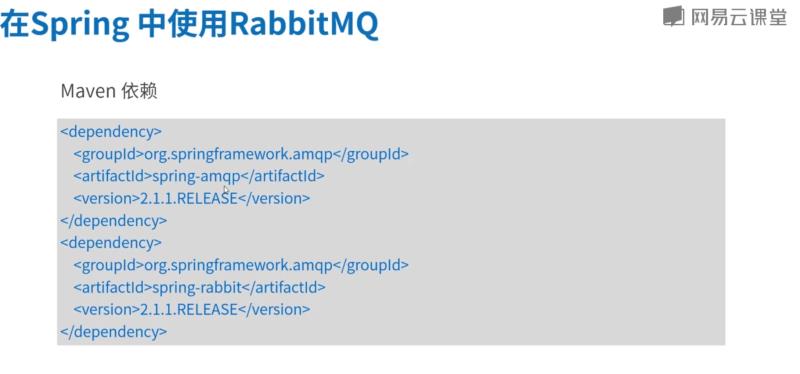 在Spring 中使用RabbitMQ
网易云课堂
Maven 依赖
<dependency>
<groupId>org.springframework.amqp</groupId>
<artifactId>spring-amqp</artifactId>
<version>2.1.1.RELEASE</version>
</dependency>
<dependency>
<groupId>org.springframework.amqp</groupId>
<artifactId>spring-rabbit</artifactId>
<version>2.1.1.RELEASE</version>
</dependency>